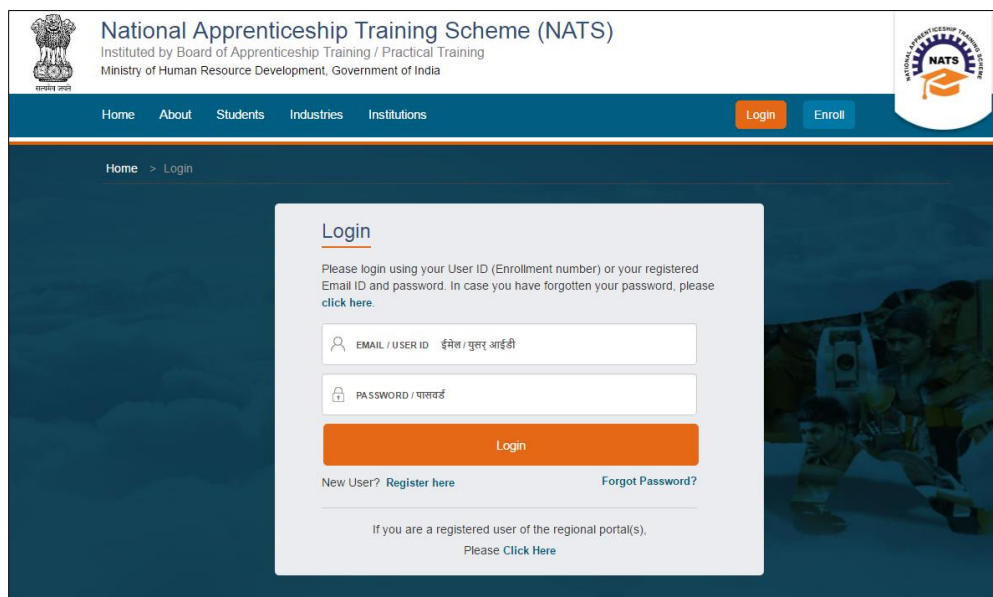 National Apprenticeship Training Scheme (NATS)
Instituted by Board of Apprenticeship Training / Practical Training
Ministry of Human Resource Development, Government of India
सत्यमेव जयते
NATIONAL APPRENTICESHIP TRAINING SCHEME
NATS
Home About Students Industries Institutions Login Enroll
Home > Login
Login
Please login using your User ID (Enrollment number) or your registered
Email ID and password. In case you have forgotten your password, please
click here.
EMAIL / USER ID ईमेल / युसर् आईडी
PASSWORD / पासवर्ड
Login
New User? Register here Forgot Password?
If you are a registered user of the regional portal(s),
Please Click Here